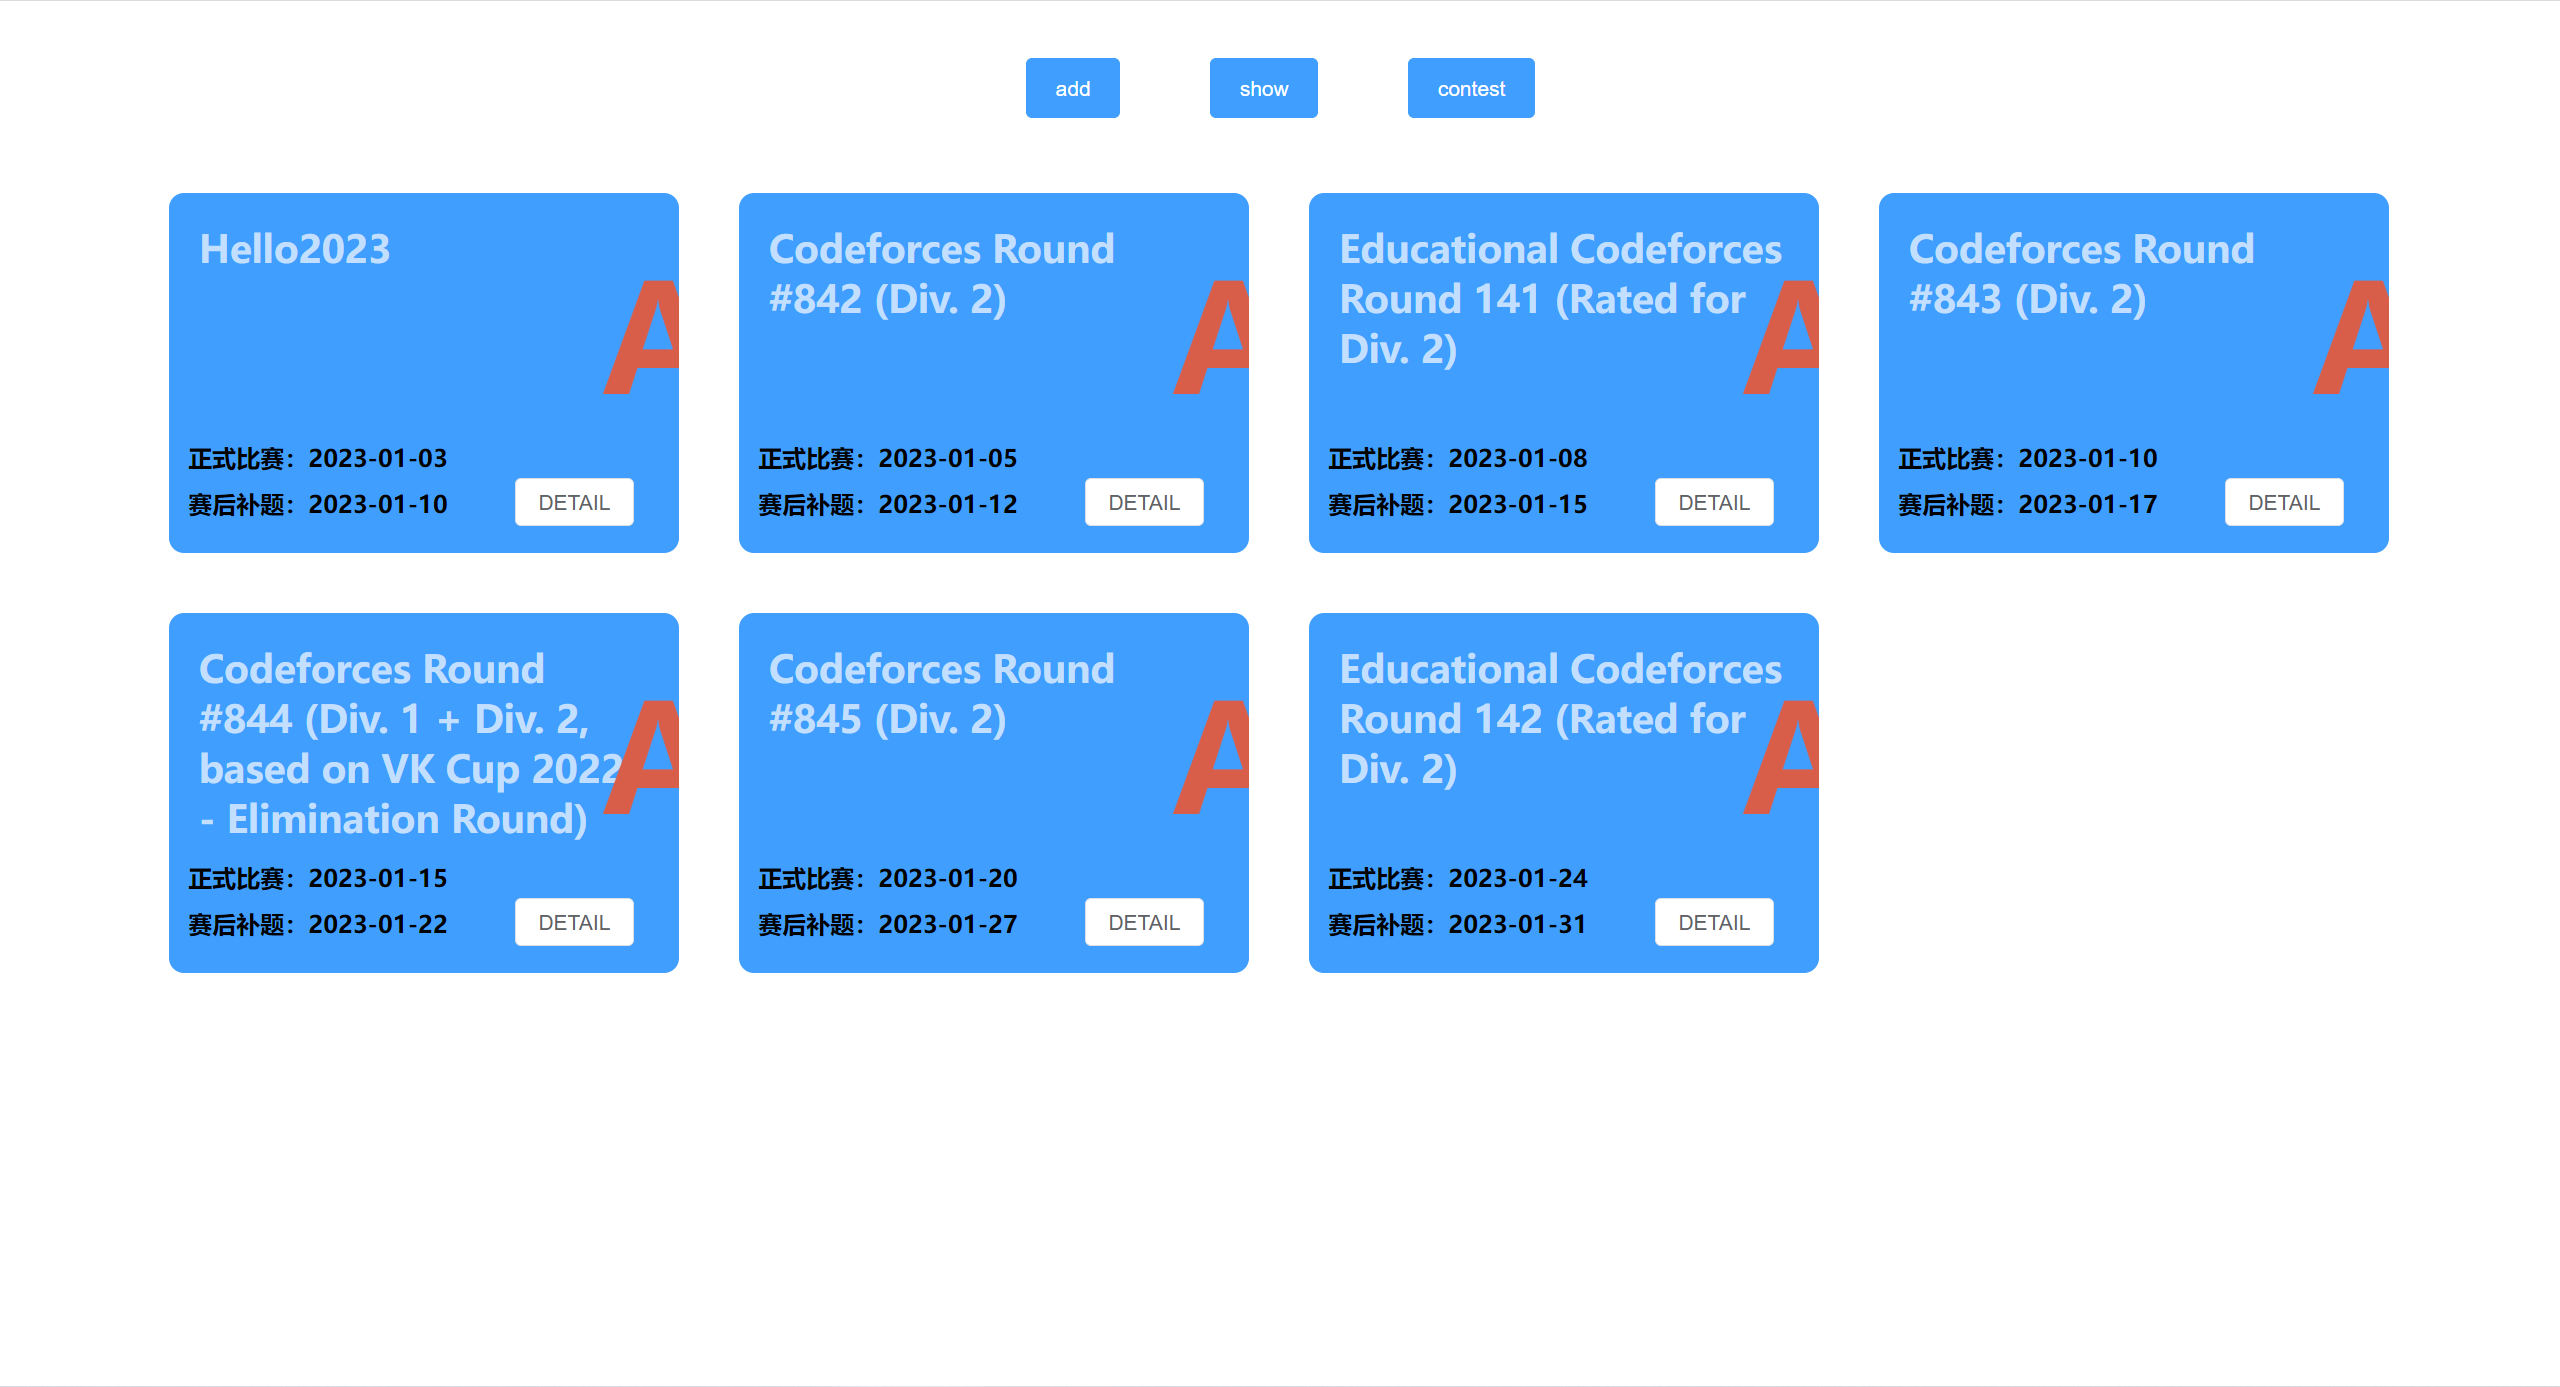 add
show
contest
Hello2023
A
正式比赛：2023-01-03
赛后补题：2023-01-10
DETAIL
Codeforces Round
#842 (Div. 2)
A
正式比赛：2023-01-05
赛后补题：2023-01-12
DETAIL
Educational Codeforces
Round 141 (Rated for
Div. 2)
A
正式比赛：2023-01-08
赛后补题：2023-01-15
DETAIL
Codeforces Round
#843 (Div. 2)
A
正式比赛：2023-01-10
赛后补题：2023-01-17
DETAIL
Codeforces Round
#844 (Div. 1 + Div. 2,
based on VK Cup 2022
- Elimination Round)
A
正式比赛：2023-01-15
赛后补题：2023-01-22
DETAIL
Codeforces Round
#845 (Div. 2)
A
正式比赛：2023-01-20
赛后补题：2023-01-27
DETAIL
Educational Codeforces
Round 142 (Rated for
Div. 2)
A
正式比赛：2023-01-24
赛后补题：2023-01-31
DETAIL